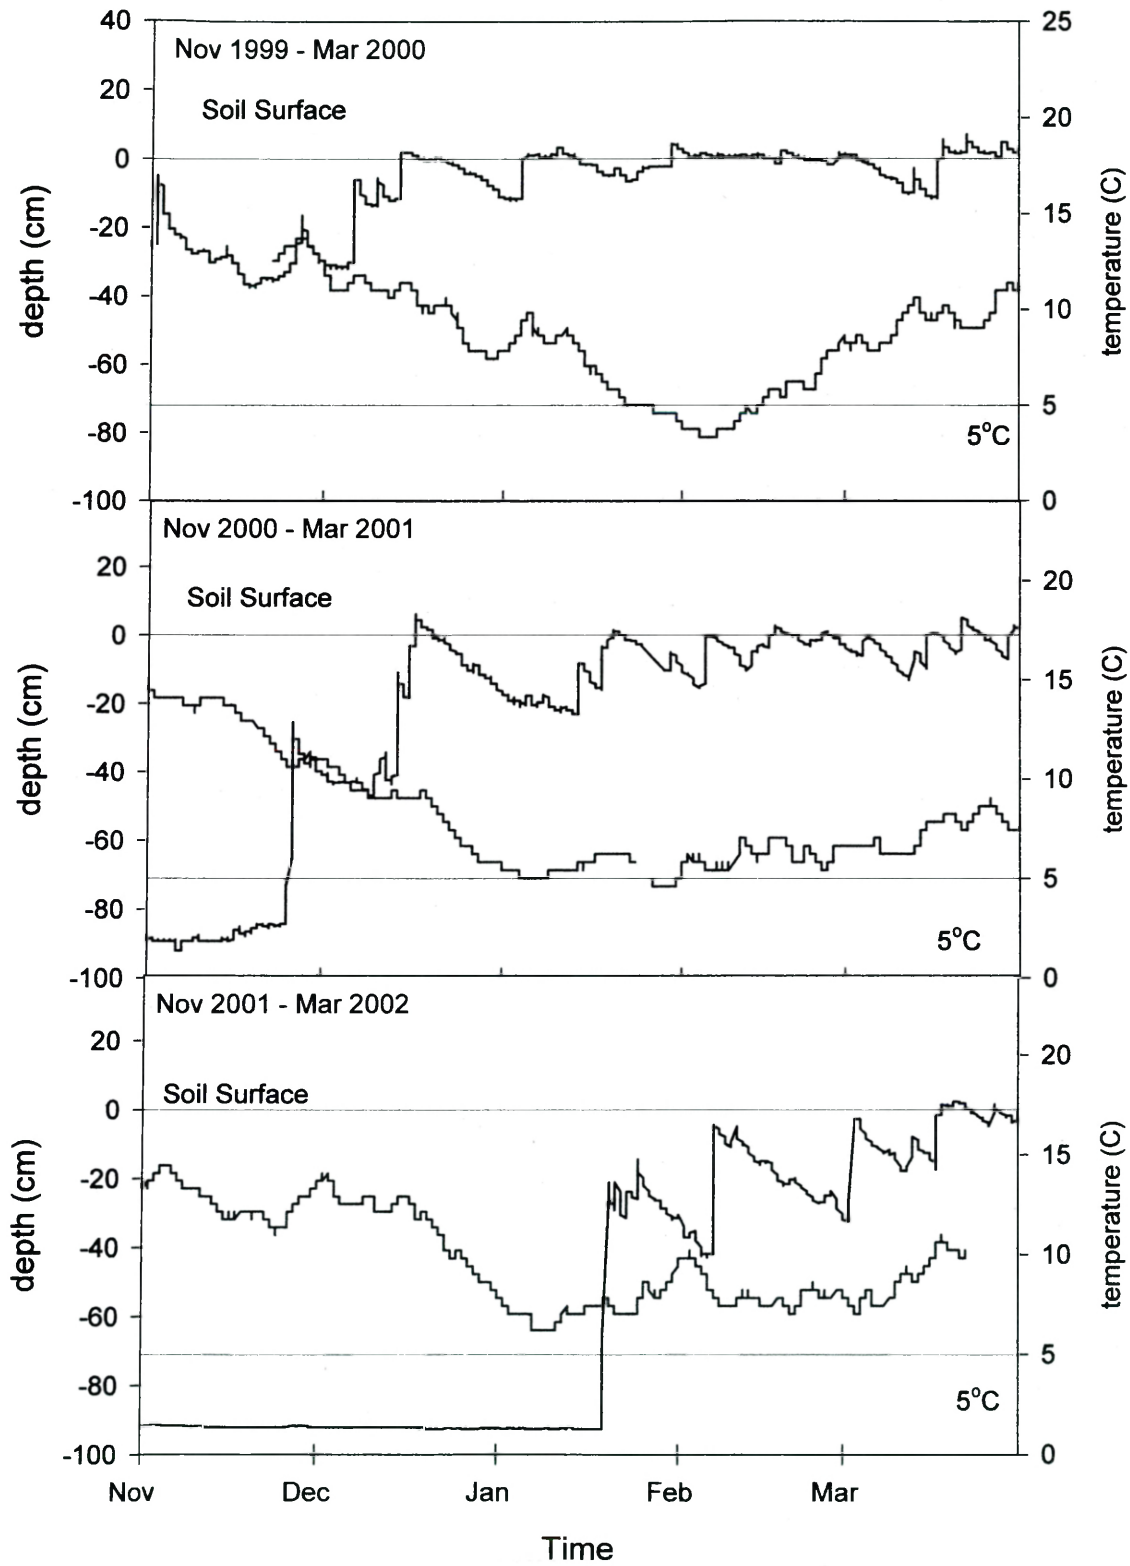 40
25
Nov 1999 - Mar 2000
20
Soil Surface
20
0
15
-20
-40
10
-60
5
-80
5°C
-100
0
depth (cm)
temperature (C)
Nov 2000 - Mar 2001
20
20
Soil Surface
0
15
-20
-40
10
-60
5
-80
5°C
-100
0
depth (cm)
temperature (C)
Nov 2001 - Mar 2002
20
20
Soil Surface
0
15
-20
-40
10
-60
5
-80
5°C
-100
0
depth (cm)
temperature (C)
Nov Dec Jan Feb Mar
Time